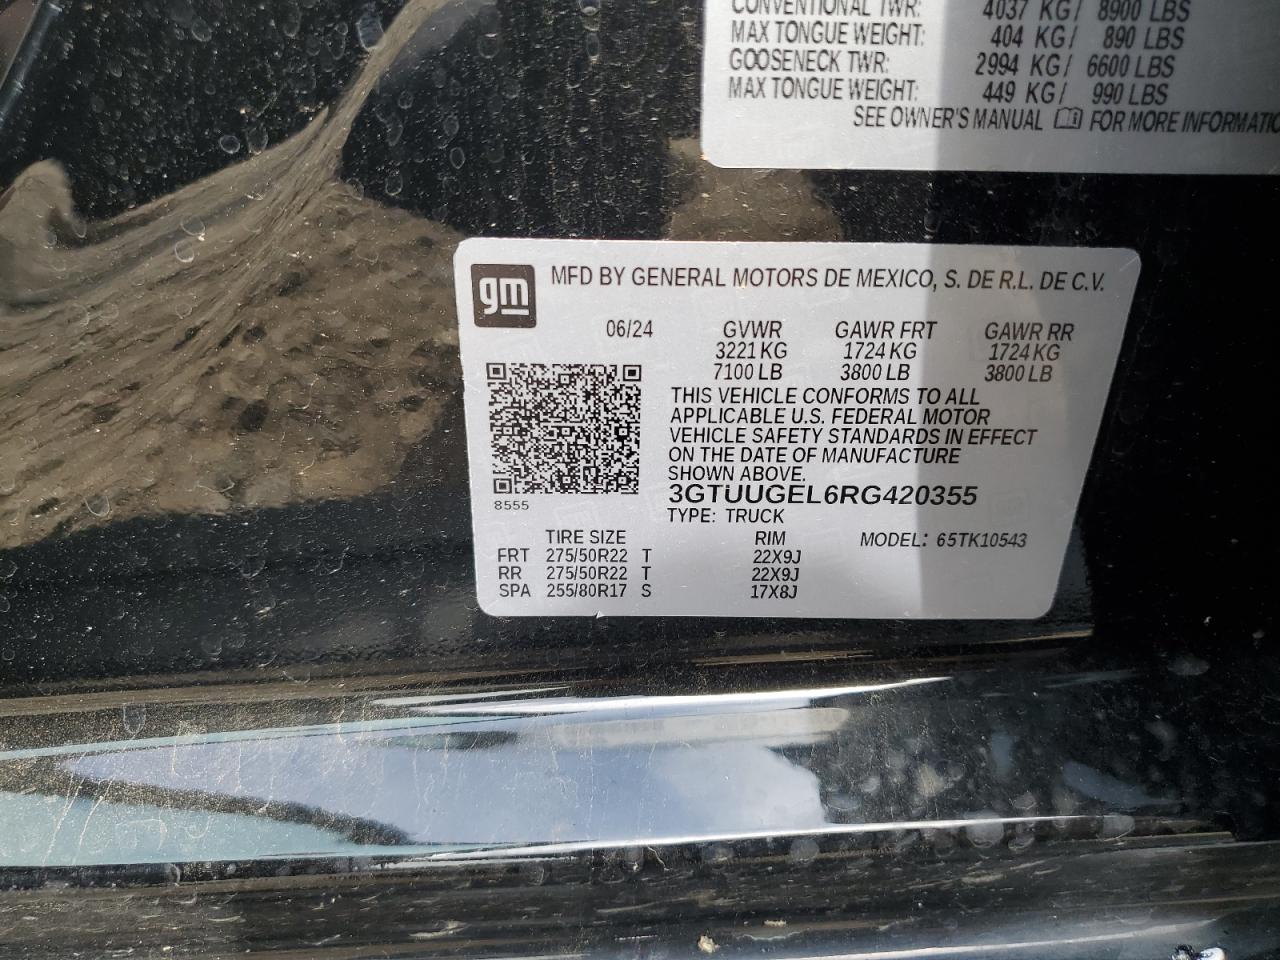 CONVENTIONAL TWR: 4037 KG/ 8900 LBS
MAX TONGUE WEIGHT: 404 KG/ 890 LBS
GOOSENECK TWR: 2994 KG/ 6600 LBS
MAX TONGUE WEIGHT: 449 KG/ 990 LBS
SEE OWNER'S MANUAL FOR MORE INFORMATIO
gm MFD BY GENERAL MOTORS DE MEXICO, S. DE R.L. DE C.V.
06/24 GVWR GAWR FRT GAWR RR
3221 KG 1724 KG 1724 KG
7100 LB 3800 LB 3800 LB
THIS VEHICLE CONFORMS TO ALL
APPLICABLE U.S. FEDERAL MOTOR
VEHICLE SAFETY STANDARDS IN EFFECT
ON THE DATE OF MANUFACTURE
SHOWN ABOVE.
3GTUUGEL6RG420355
8555
TYPE: TRUCK
TIRE SIZE RIM MODEL: 65TK10543
FRT 275/50R22 T 22X9J
RR 275/50R22 T 22X9J
SPA 255/80R17 S 17X8J